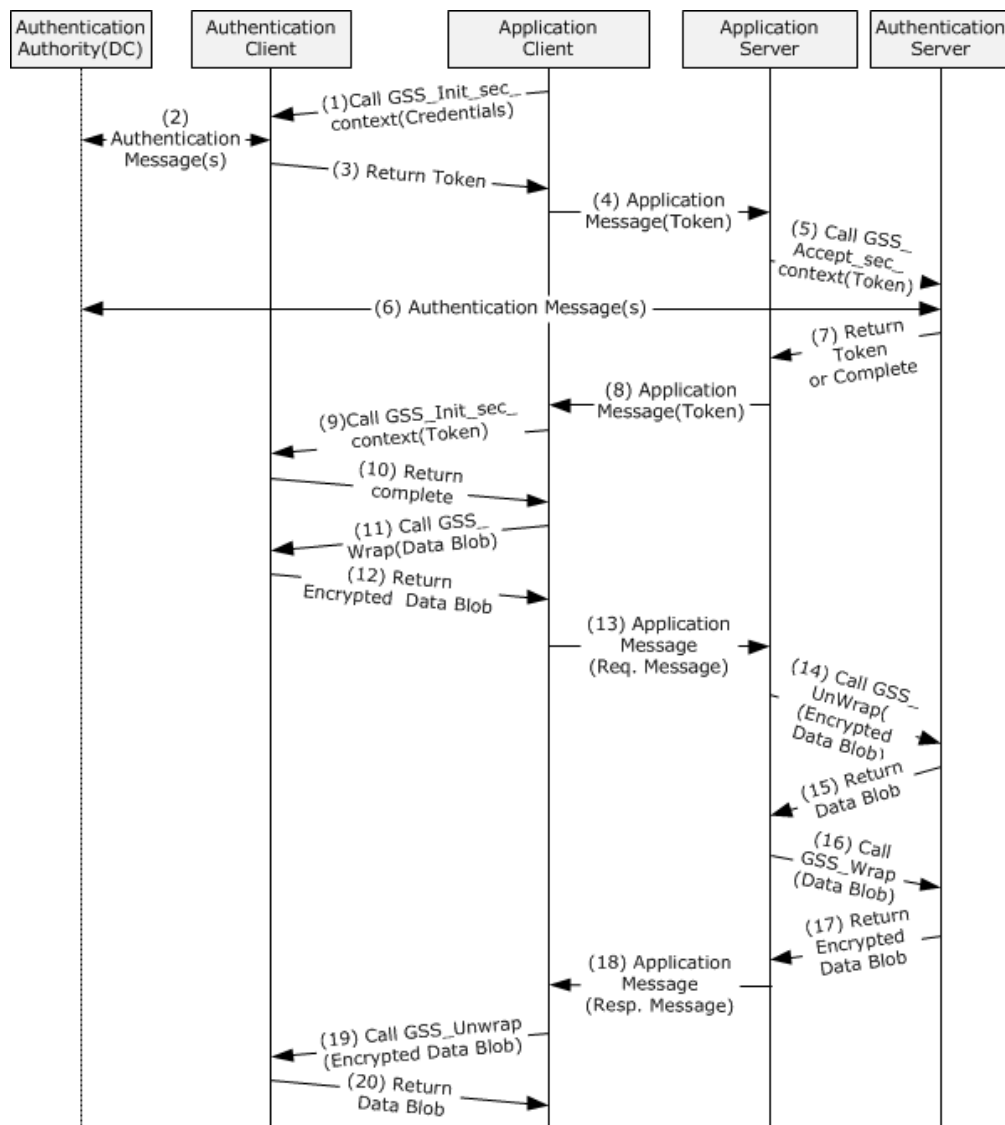 Authentication
Authority(DC)
Authentication
Client
Application
Client
Application
Server
Authentication
Server
(1)Call GSS_Init_sec_
context(Credentials)
(2)
Authentication
Message(s)
(3) Return Token
(4) Application
Message(Token)
(5) Call GSS_
Accept_sec_
context(Token)
(6) Authentication Message(s)
(7) Return
Token
or Complete
(8) Application
Message(Token)
(9)Call GSS_Init_sec_
context(Token)
(10) Return
complete
(11) Call GSS_
Wrap(Data Blob)
(12) Return
Encrypted Data Blob
(13) Application
Message
(Req. Message)
(14) Call GSS_
UnWrap(
(Encrypted
Data Blob)
(15) Return
Data Blob
(16) Call
GSS_Wrap
(Data Blob)
(17) Return
Encrypted
Data Blob
(18) Application
Message
(Resp. Message)
(19) Call GSS_Unwrap
(Encrypted Data Blob)
(20) Return
Data Blob